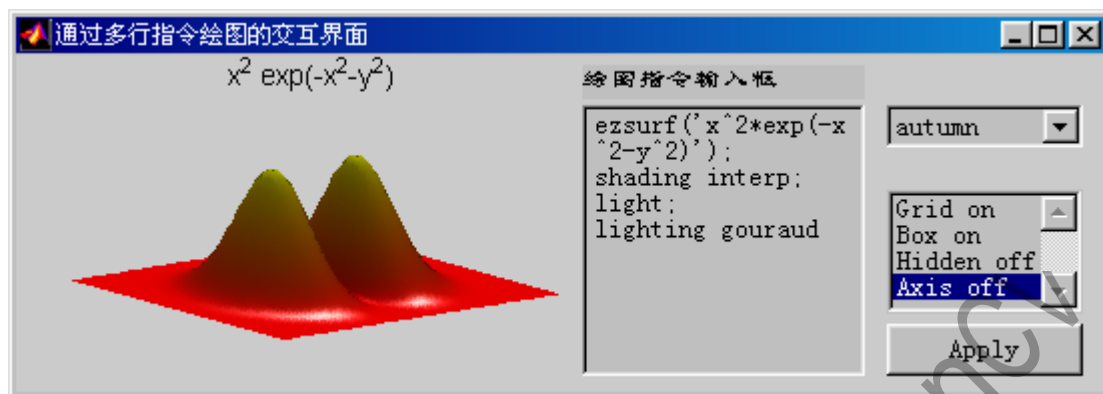 通过多行指令绘图的交互界面
x² exp(-x²-y²)
绘图指令输入框
ezsurf('x^2*exp(-x
^2-y^2)');
shading interp;
light;
lighting gouraud
autumn
Grid on
Box on
Hidden off
Axis off
Apply